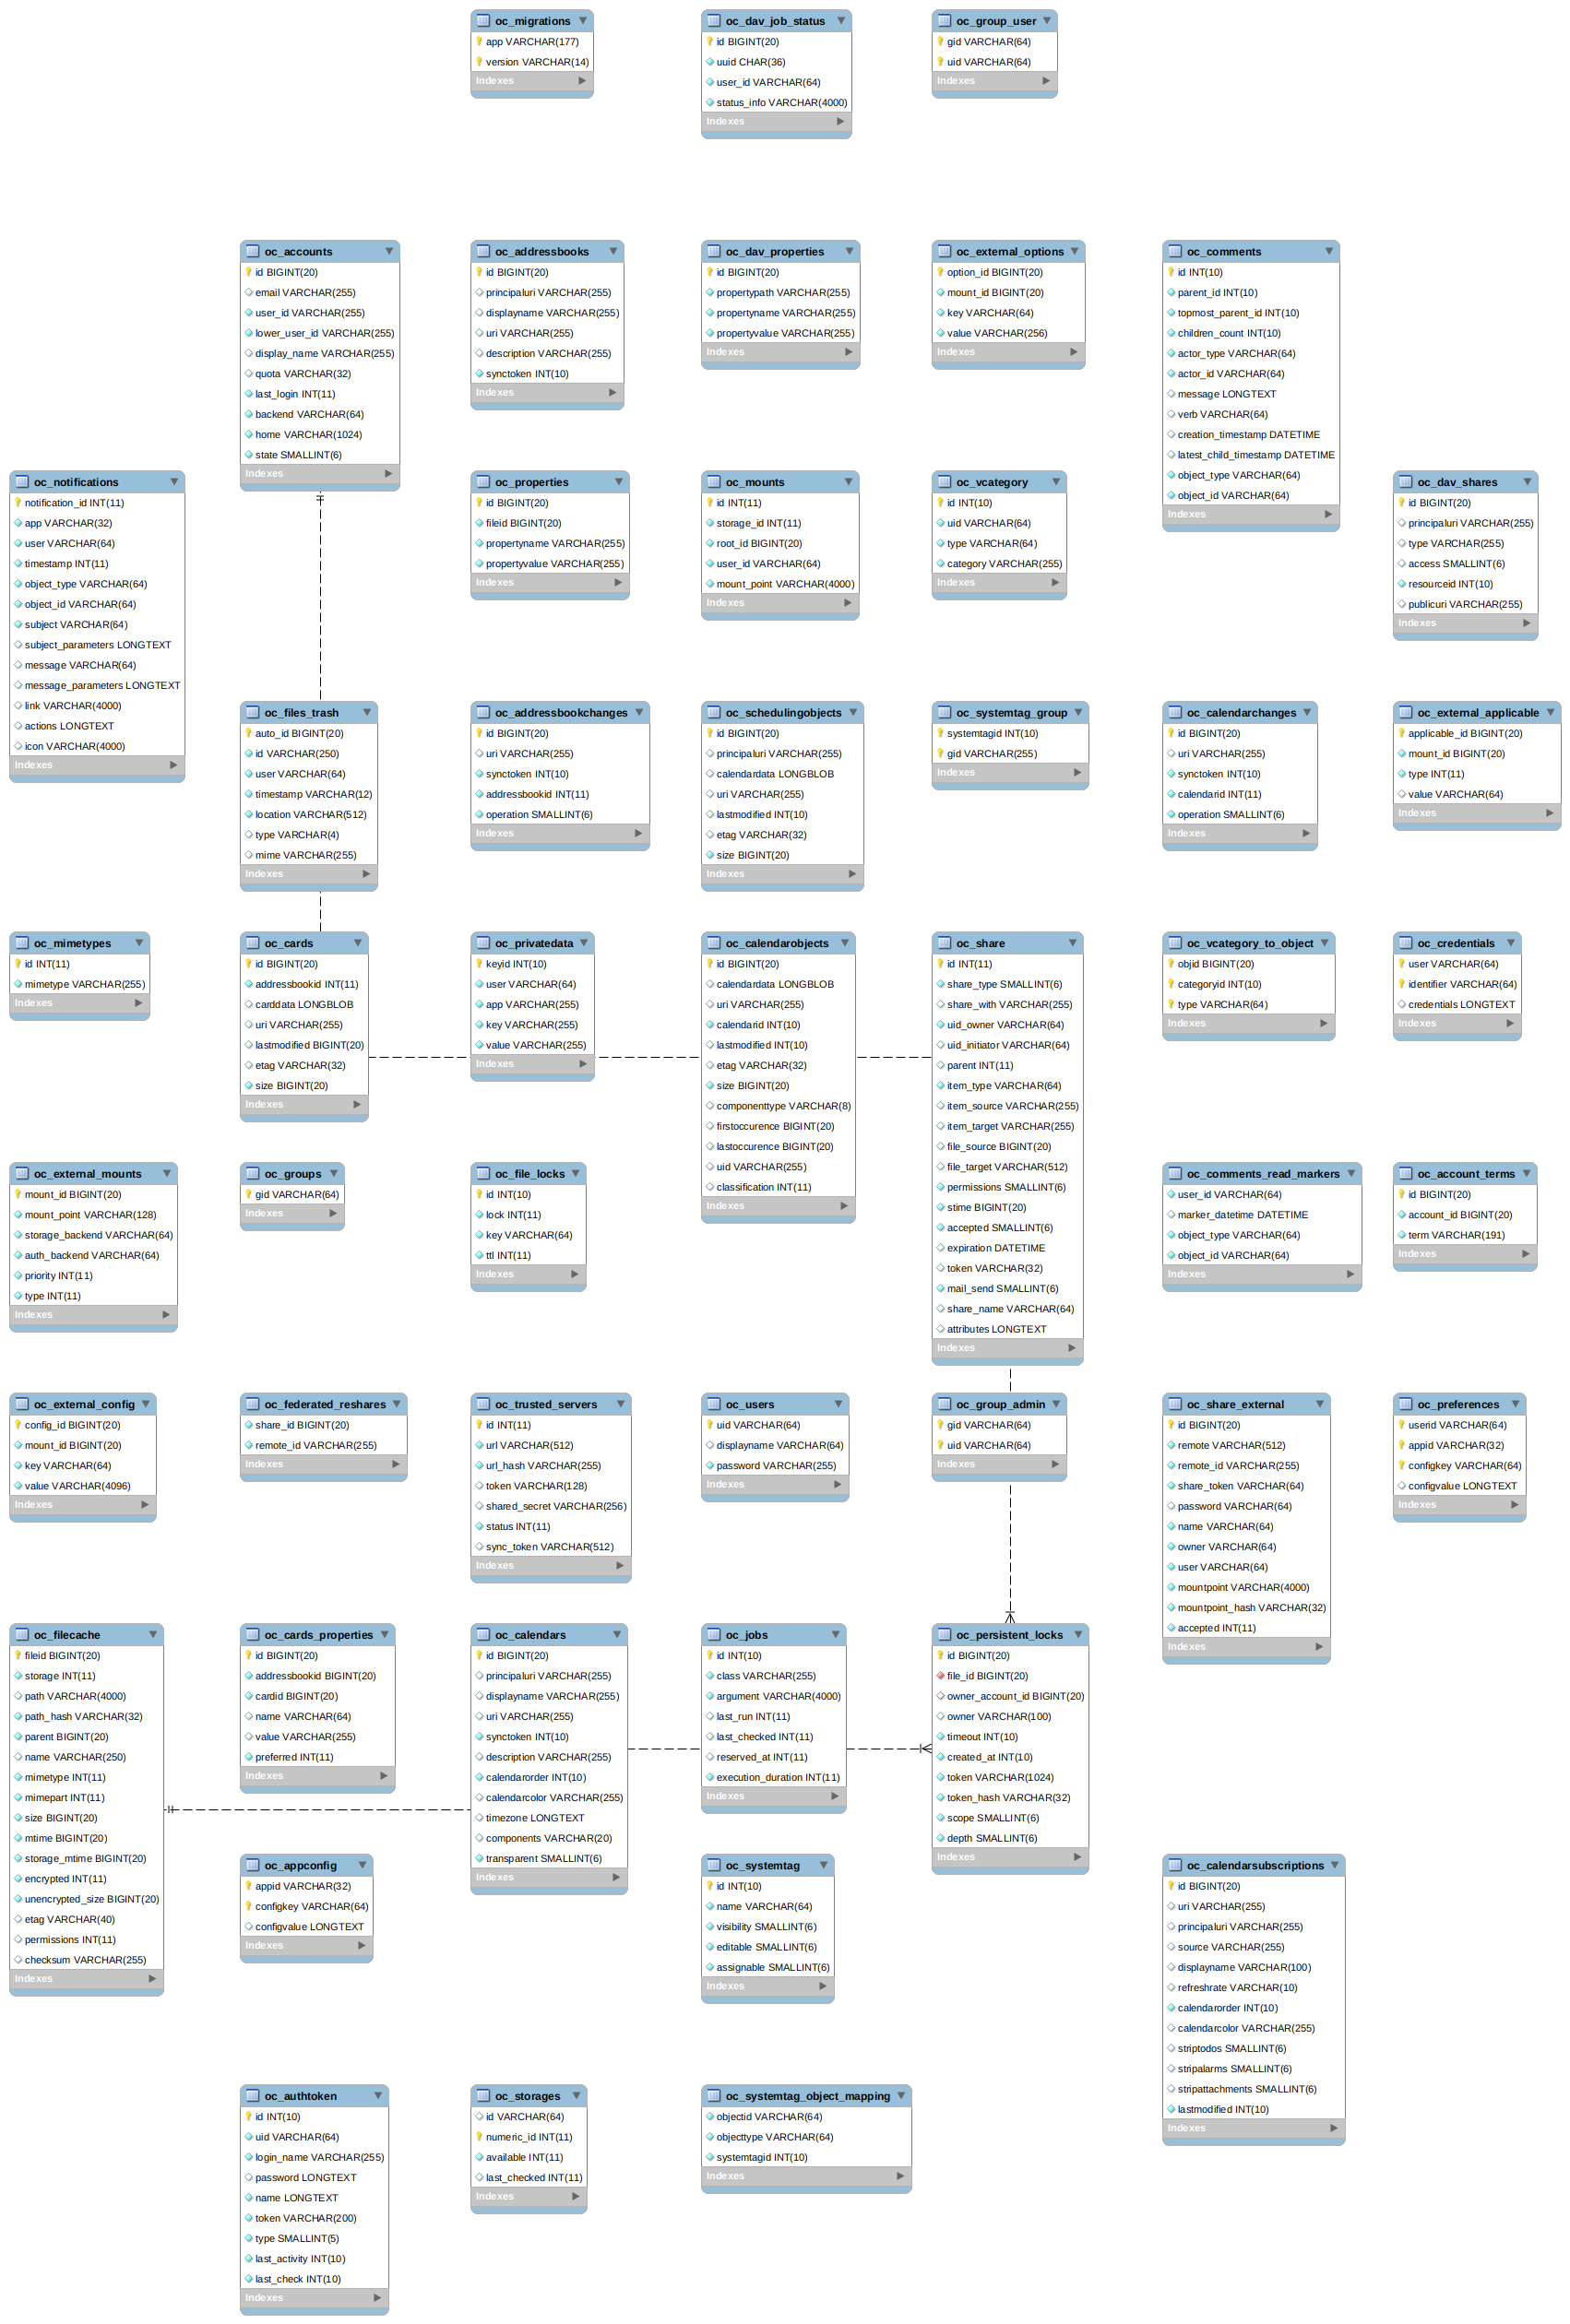 oc_migrations
app VARCHAR(177)
version VARCHAR(14)
Indexes
oc_dav_job_status
id BIGINT(20)
uuid CHAR(36)
user_id VARCHAR(64)
status_info VARCHAR(4000)
Indexes
oc_group_user
gid VARCHAR(64)
uid VARCHAR(64)
Indexes
oc_accounts
id BIGINT(20)
email VARCHAR(255)
user_id VARCHAR(255)
lower_user_id VARCHAR(255)
display_name VARCHAR(255)
quota VARCHAR(32)
last_login INT(11)
backend VARCHAR(64)
home VARCHAR(1024)
state SMALLINT(6)
Indexes
oc_addressbooks
id BIGINT(20)
principaluri VARCHAR(255)
displayname VARCHAR(255)
uri VARCHAR(255)
description VARCHAR(255)
synctoken INT(10)
Indexes
oc_dav_properties
id BIGINT(20)
propertypath VARCHAR(255)
propertyname VARCHAR(255)
propertyvalue VARCHAR(255)
Indexes
oc_external_options
option_id BIGINT(20)
mount_id BIGINT(20)
key VARCHAR(64)
value VARCHAR(256)
Indexes
oc_comments
id INT(10)
parent_id INT(10)
topmost_parent_id INT(10)
children_count INT(10)
actor_type VARCHAR(64)
actor_id VARCHAR(64)
message LONGTEXT
verb VARCHAR(64)
creation_timestamp DATETIME
latest_child_timestamp DATETIME
object_type VARCHAR(64)
object_id VARCHAR(64)
Indexes
oc_notifications
notification_id INT(11)
app VARCHAR(32)
user VARCHAR(64)
timestamp INT(11)
object_type VARCHAR(64)
object_id VARCHAR(64)
subject VARCHAR(64)
subject_parameters LONGTEXT
message VARCHAR(64)
message_parameters LONGTEXT
link VARCHAR(4000)
actions LONGTEXT
icon VARCHAR(4000)
Indexes
oc_properties
id BIGINT(20)
fileid BIGINT(20)
propertyname VARCHAR(255)
propertyvalue VARCHAR(255)
Indexes
oc_mounts
id INT(11)
storage_id INT(11)
root_id BIGINT(20)
user_id VARCHAR(64)
mount_point VARCHAR(4000)
Indexes
oc_vcategory
id INT(10)
uid VARCHAR(64)
type VARCHAR(64)
category VARCHAR(255)
Indexes
oc_dav_shares
id BIGINT(20)
principaluri VARCHAR(255)
type VARCHAR(255)
access SMALLINT(6)
resourceid INT(10)
publicuri VARCHAR(255)
Indexes
oc_files_trash
auto_id BIGINT(20)
id VARCHAR(250)
user VARCHAR(64)
timestamp VARCHAR(12)
location VARCHAR(512)
type VARCHAR(4)
mime VARCHAR(255)
Indexes
oc_addressbookchanges
id BIGINT(20)
uri VARCHAR(255)
synctoken INT(10)
addressbookid INT(11)
operation SMALLINT(6)
Indexes
oc_schedulingobjects
id BIGINT(20)
principaluri VARCHAR(255)
calendardata LONGBLOB
uri VARCHAR(255)
lastmodified INT(10)
etag VARCHAR(32)
size BIGINT(20)
Indexes
oc_systemtag_group
systemtagid INT(10)
gid VARCHAR(255)
Indexes
oc_calendarchanges
id BIGINT(20)
uri VARCHAR(255)
synctoken INT(10)
calendarid INT(11)
operation SMALLINT(6)
Indexes
oc_external_applicable
applicable_id BIGINT(20)
mount_id BIGINT(20)
type INT(11)
value VARCHAR(64)
Indexes
oc_mimetypes
id INT(11)
mimetype VARCHAR(255)
Indexes
oc_cards
id BIGINT(20)
addressbookid INT(11)
carddata LONGBLOB
uri VARCHAR(255)
lastmodified BIGINT(20)
etag VARCHAR(32)
size BIGINT(20)
Indexes
oc_privatedata
keyid INT(10)
user VARCHAR(64)
app VARCHAR(255)
key VARCHAR(255)
value VARCHAR(255)
Indexes
oc_calendarobjects
id BIGINT(20)
calendardata LONGBLOB
uri VARCHAR(255)
calendarid INT(10)
lastmodified INT(10)
etag VARCHAR(32)
size BIGINT(20)
componenttype VARCHAR(8)
firstoccurence BIGINT(20)
lastoccurence BIGINT(20)
uid VARCHAR(255)
classification INT(11)
Indexes
oc_share
id INT(11)
share_type SMALLINT(6)
share_with VARCHAR(255)
uid_owner VARCHAR(64)
uid_initiator VARCHAR(64)
parent INT(11)
item_type VARCHAR(64)
item_source VARCHAR(255)
item_target VARCHAR(255)
file_source BIGINT(20)
file_target VARCHAR(512)
permissions SMALLINT(6)
stime BIGINT(20)
accepted SMALLINT(6)
expiration DATETIME
token VARCHAR(32)
mail_send SMALLINT(6)
share_name VARCHAR(64)
attributes LONGTEXT
Indexes
oc_vcategory_to_object
objid BIGINT(20)
categoryid INT(10)
type VARCHAR(64)
Indexes
oc_credentials
user VARCHAR(64)
identifier VARCHAR(64)
credentials LONGTEXT
Indexes
oc_external_mounts
mount_id BIGINT(20)
mount_point VARCHAR(128)
storage_backend VARCHAR(64)
auth_backend VARCHAR(64)
priority INT(11)
type INT(11)
Indexes
oc_groups
gid VARCHAR(64)
Indexes
oc_file_locks
id INT(10)
lock INT(11)
key VARCHAR(64)
ttl INT(11)
Indexes
oc_comments_read_markers
user_id VARCHAR(64)
marker_datetime DATETIME
object_type VARCHAR(64)
object_id VARCHAR(64)
Indexes
oc_account_terms
id BIGINT(20)
account_id BIGINT(20)
term VARCHAR(191)
Indexes
oc_external_config
config_id BIGINT(20)
mount_id BIGINT(20)
key VARCHAR(64)
value VARCHAR(4096)
Indexes
oc_federated_reshares
share_id BIGINT(20)
remote_id VARCHAR(255)
Indexes
oc_trusted_servers
id INT(11)
url VARCHAR(512)
url_hash VARCHAR(255)
token VARCHAR(128)
shared_secret VARCHAR(256)
status INT(11)
sync_token VARCHAR(512)
Indexes
oc_users
uid VARCHAR(64)
displayname VARCHAR(64)
password VARCHAR(255)
Indexes
oc_group_admin
gid VARCHAR(64)
uid VARCHAR(64)
Indexes
oc_share_external
id BIGINT(20)
remote VARCHAR(512)
remote_id VARCHAR(255)
share_token VARCHAR(64)
password VARCHAR(64)
name VARCHAR(64)
owner VARCHAR(64)
user VARCHAR(64)
mountpoint VARCHAR(4000)
mountpoint_hash VARCHAR(32)
accepted INT(11)
Indexes
oc_preferences
userid VARCHAR(64)
appid VARCHAR(32)
configkey VARCHAR(64)
configvalue LONGTEXT
Indexes
oc_filecache
fileid BIGINT(20)
storage INT(11)
path VARCHAR(4000)
path_hash VARCHAR(32)
parent BIGINT(20)
name VARCHAR(250)
mimetype INT(11)
mimepart INT(11)
size BIGINT(20)
mtime BIGINT(20)
storage_mtime BIGINT(20)
encrypted INT(11)
unencrypted_size BIGINT(20)
etag VARCHAR(40)
permissions INT(11)
checksum VARCHAR(255)
Indexes
oc_cards_properties
id BIGINT(20)
addressbookid BIGINT(20)
cardid BIGINT(20)
name VARCHAR(64)
value VARCHAR(255)
preferred INT(11)
Indexes
oc_calendars
id BIGINT(20)
principaluri VARCHAR(255)
displayname VARCHAR(255)
uri VARCHAR(255)
synctoken INT(10)
description VARCHAR(255)
calendarorder INT(10)
calendarcolor VARCHAR(255)
timezone LONGTEXT
components VARCHAR(20)
transparent SMALLINT(6)
Indexes
oc_jobs
id INT(10)
class VARCHAR(255)
argument VARCHAR(4000)
last_run INT(11)
last_checked INT(11)
reserved_at INT(11)
execution_duration INT(11)
Indexes
oc_persistent_locks
id BIGINT(20)
file_id BIGINT(20)
owner_account_id BIGINT(20)
owner VARCHAR(100)
timeout INT(10)
created_at INT(10)
token VARCHAR(1024)
token_hash VARCHAR(32)
scope SMALLINT(6)
depth SMALLINT(6)
Indexes
oc_appconfig
appid VARCHAR(32)
configkey VARCHAR(64)
configvalue LONGTEXT
Indexes
oc_systemtag
id INT(10)
name VARCHAR(64)
visibility SMALLINT(6)
editable SMALLINT(6)
assignable SMALLINT(6)
Indexes
oc_calendarsubscriptions
id BIGINT(20)
uri VARCHAR(255)
principaluri VARCHAR(255)
source VARCHAR(255)
displayname VARCHAR(100)
refreshrate VARCHAR(10)
calendarorder INT(10)
calendarcolor VARCHAR(255)
striptodos SMALLINT(6)
stripalarms SMALLINT(6)
stripattachments SMALLINT(6)
lastmodified INT(10)
Indexes
oc_authtoken
id INT(10)
uid VARCHAR(64)
login_name VARCHAR(255)
password LONGTEXT
name LONGTEXT
token VARCHAR(200)
type SMALLINT(5)
last_activity INT(10)
last_check INT(10)
Indexes
oc_storages
id VARCHAR(64)
numeric_id INT(11)
available INT(11)
last_checked INT(11)
Indexes
oc_systemtag_object_mapping
objectid VARCHAR(64)
objecttype VARCHAR(64)
systemtagid INT(10)
Indexes